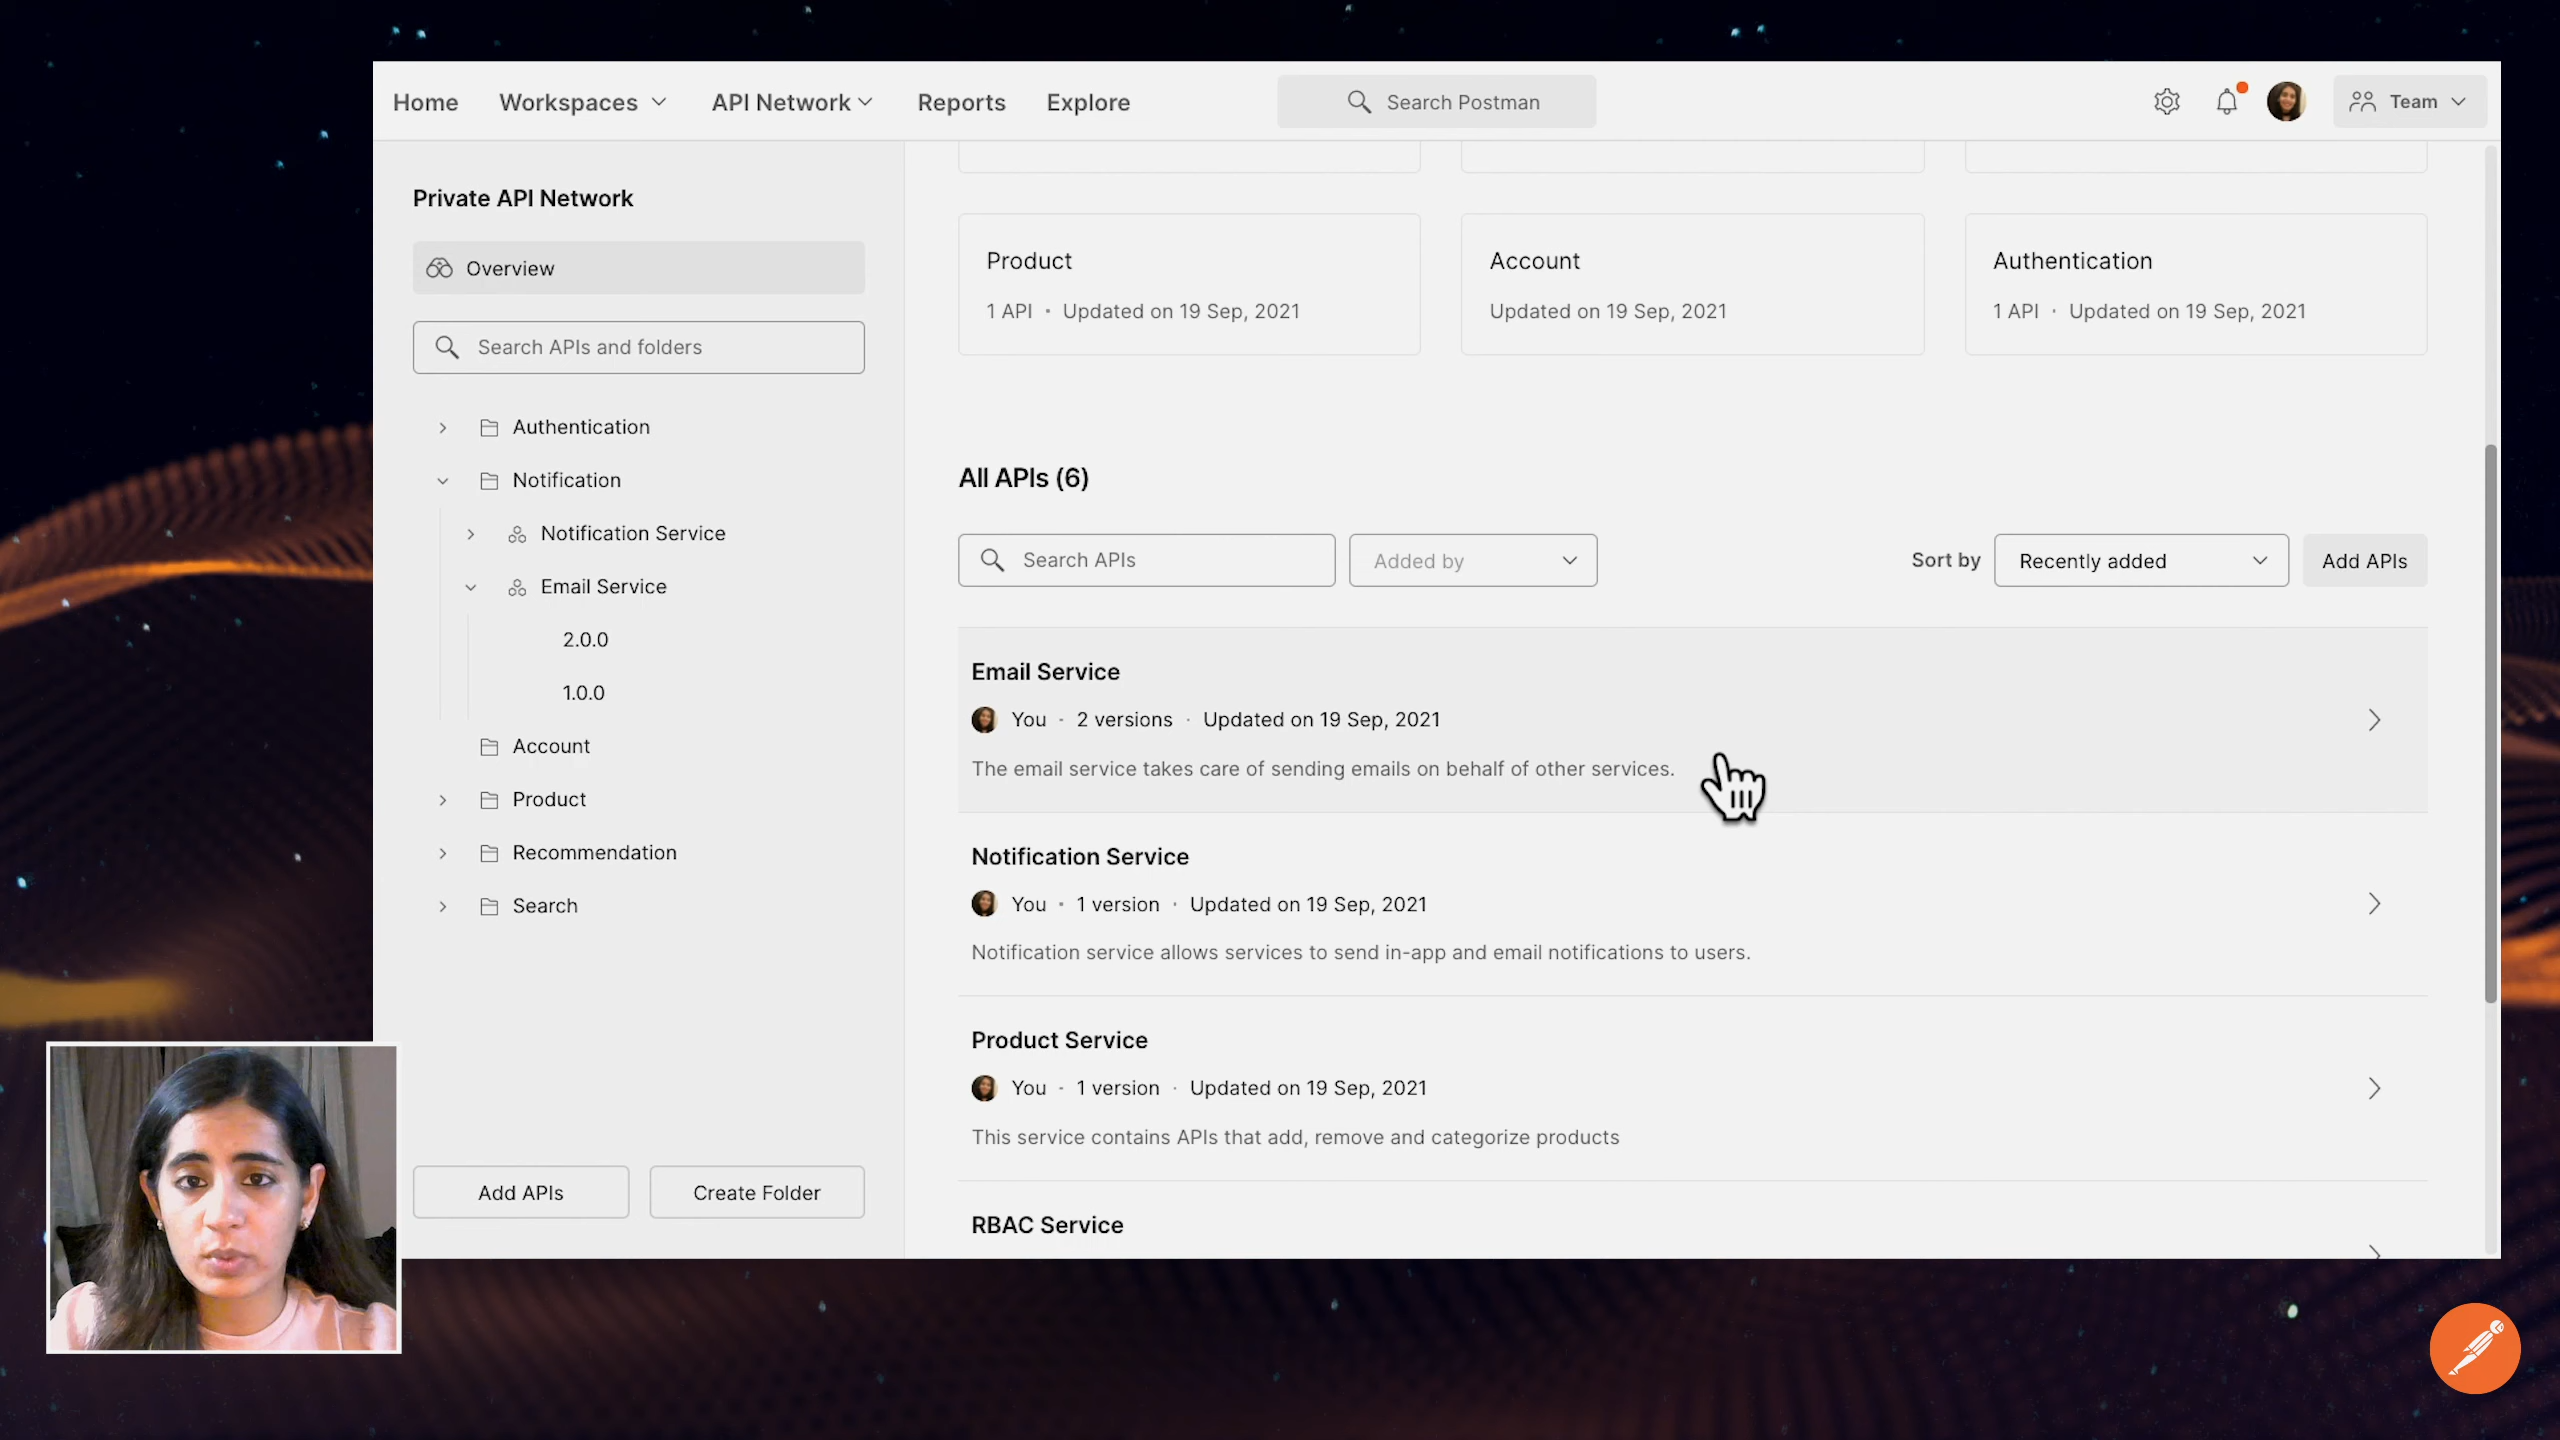 Home
Workspaces
API Network
Reports
Explore
Search Postman
Team
Private API Network
Overview
Search APIs and folders
Authentication
Notification
Notification Service
Email Service
2.0.0
1.0.0
Account
Product
Recommendation
Search
Add APIs
Create Folder
Product
1 API · Updated on 19 Sep, 2021
Account
Updated on 19 Sep, 2021
Authentication
1 API · Updated on 19 Sep, 2021
All APIs (6)
Search APIs
Added by
Sort by
Recently added
Add APIs
Email Service
You · 2 versions · Updated on 19 Sep, 2021
The email service takes care of sending emails on behalf of other services.
Notification Service
You · 1 version · Updated on 19 Sep, 2021
Notification service allows services to send in-app and email notifications to users.
Product Service
You · 1 version · Updated on 19 Sep, 2021
This service contains APIs that add, remove and categorize products
RBAC Service